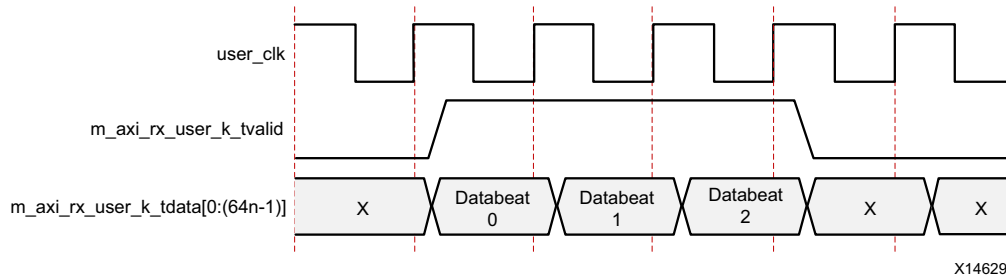 user_clk
m_axi_rx_user_k_tvalid
m_axi_rx_user_k_tdata[0:(64n-1)]
X
Databeat
0
Databeat
1
Databeat
2
X
X
X14629